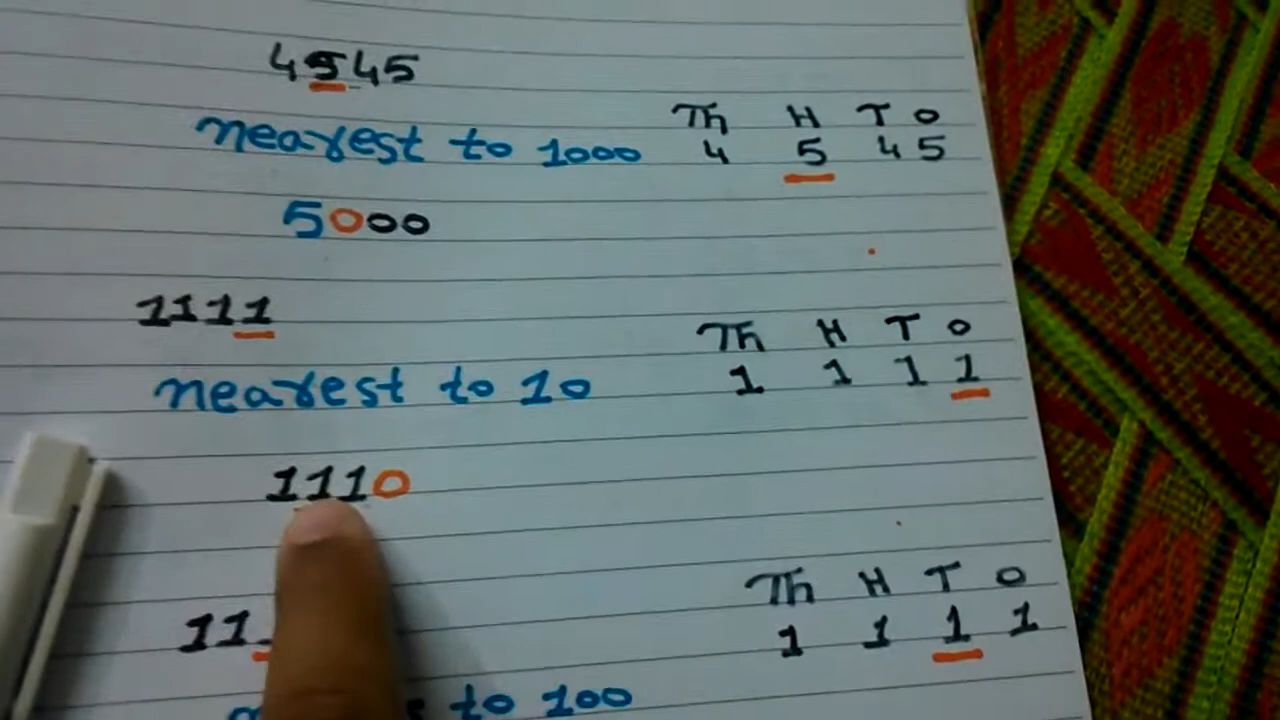 4545
nearest to 1000
Th H T O
4 5 4 5
5000
1111
nearest to 10
Th H T O
1 1 1 1
1110
Th H T O
1 1 1 1
11
to 100